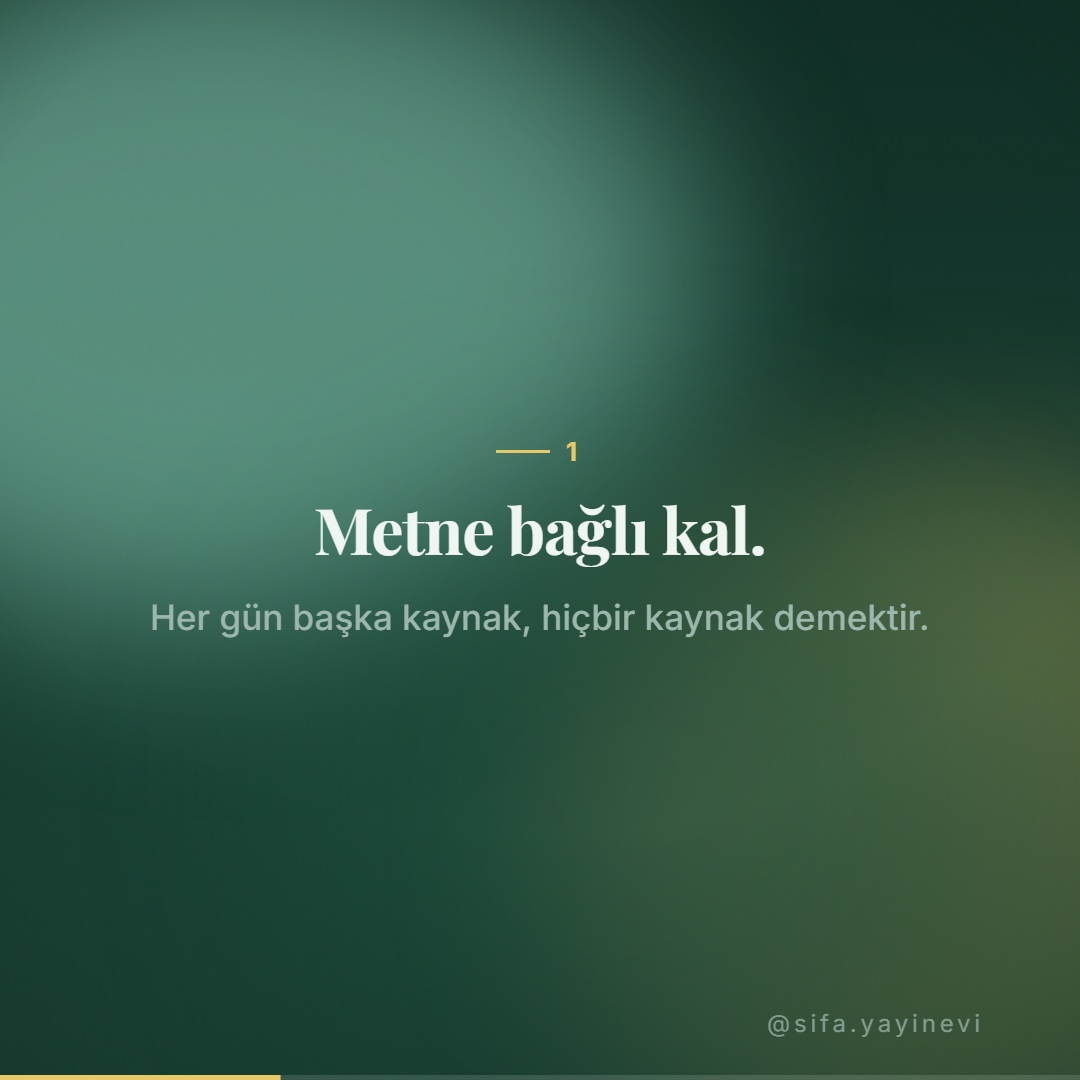 1
Metne bağlı kal.
Her gün başka kaynak, hiçbir kaynak demektir.
@sifa.yayinevi